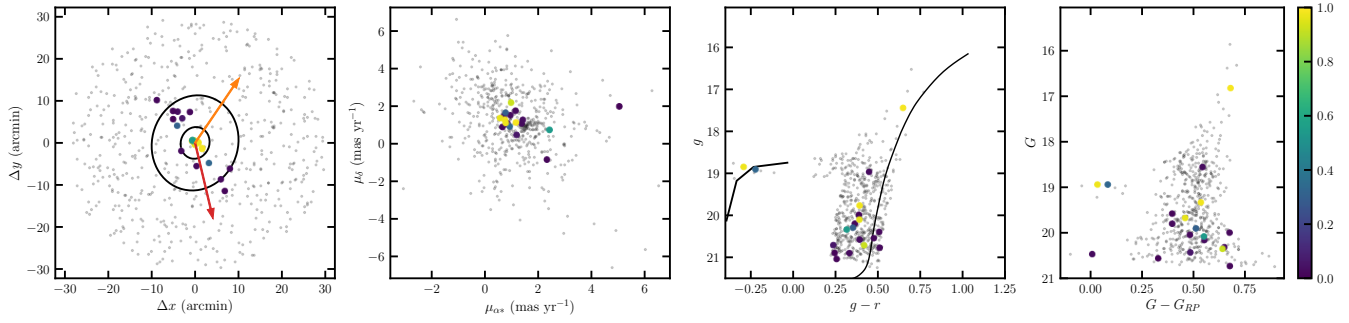 30
20
10
0
−10
−20
−30
−30 −20 −10 0 10 20 30
Δx (arcmin)
Δy (arcmin)
6
4
2
0
−2
−4
−6
−2 0 2 4 6
μα* (mas yr⁻¹)
μδ (mas yr⁻¹)
16
17
18
19
20
21
−0.25 0.00 0.25 0.50 0.75 1.00 1.25
g − r
g
16
17
18
19
20
21
0.00 0.25 0.50 0.75
G − G_RP
G
1.0
0.8
0.6
0.4
0.2
0.0